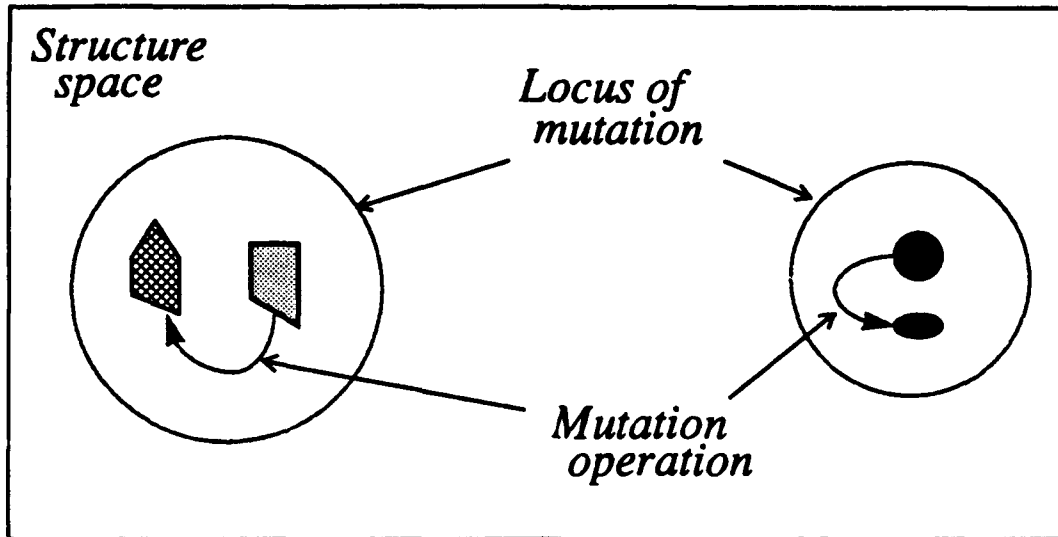 Structure
space
Locus of
mutation
Mutation
operation